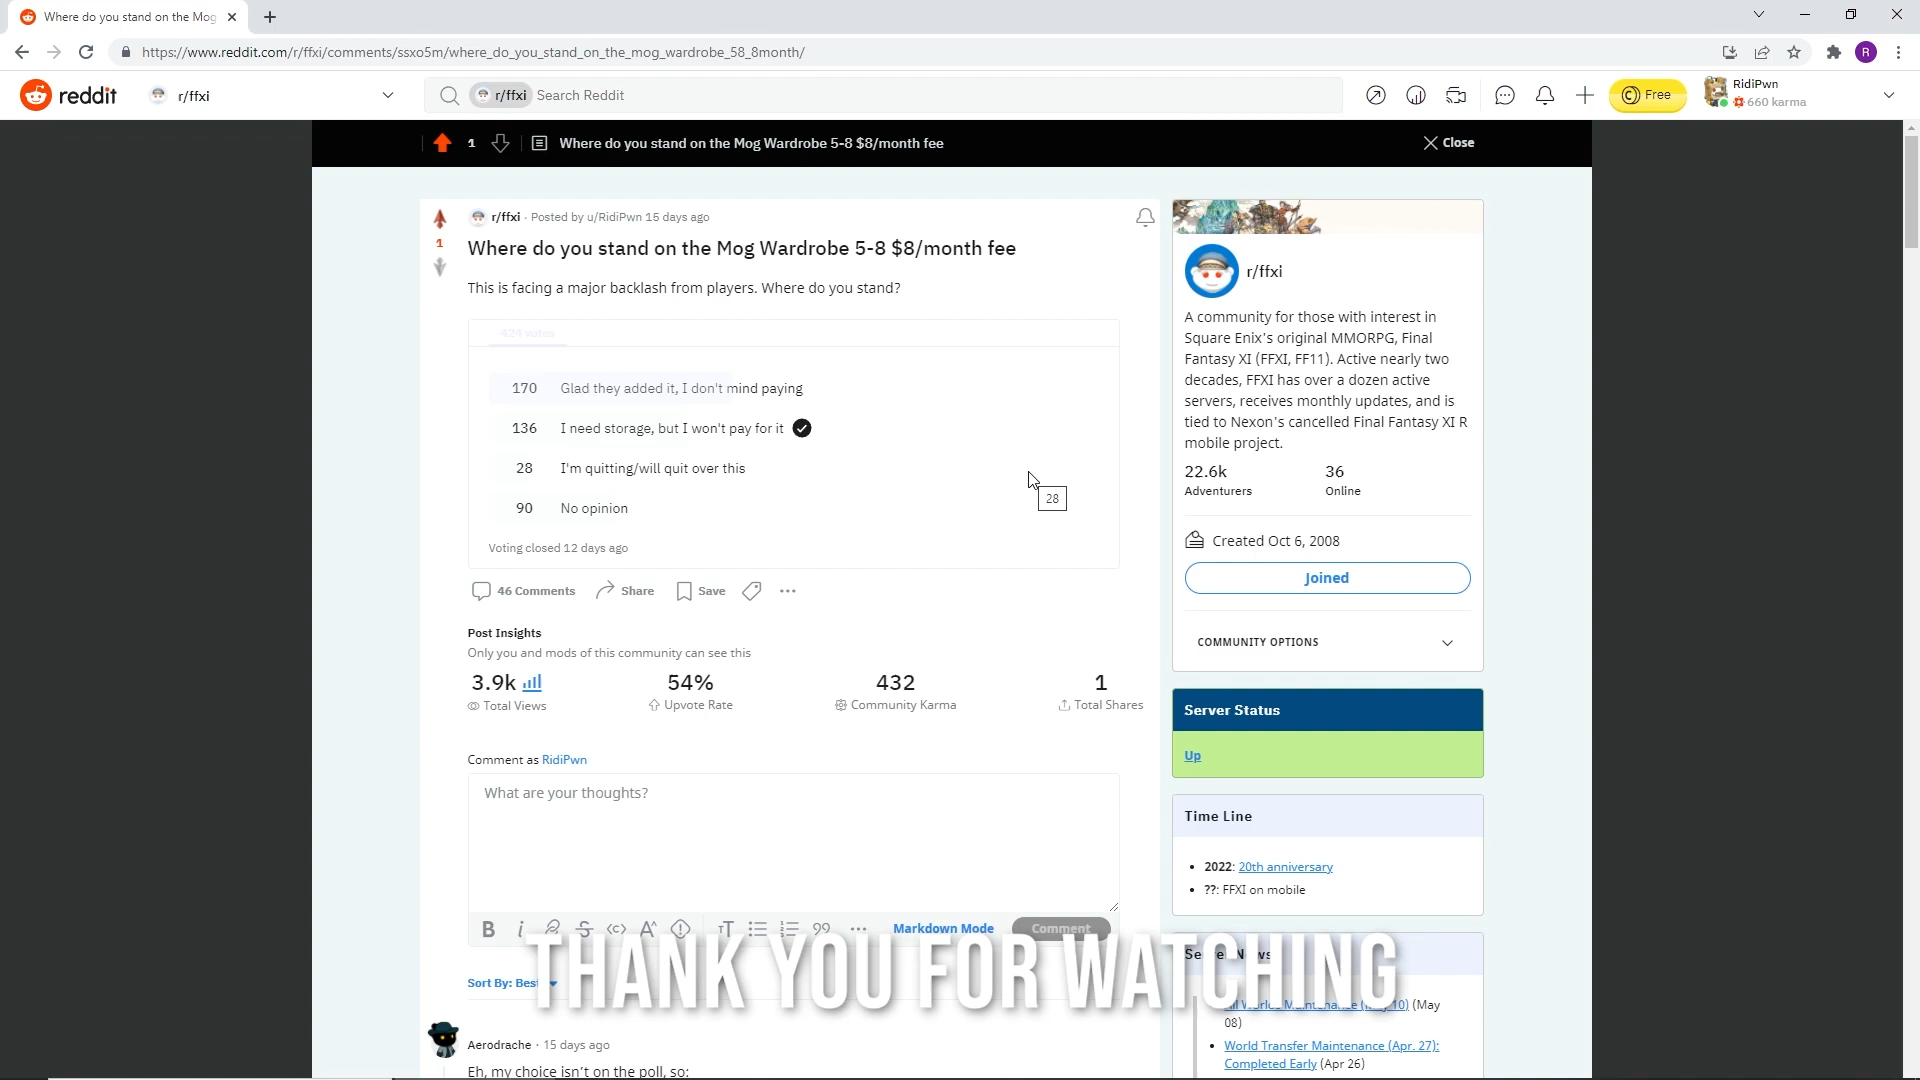 Where do you stand on the Mog
https://www.reddit.com/r/ffxi/comments/ssxo5m/where_do_you_stand_on_the_mog_wardrobe_58_8month/
R
reddit
r/ffxi
r/ffxi Search Reddit
Free
RidiPwn
660 karma
1
Where do you stand on the Mog Wardrobe 5-8 $8/month fee
Close
r/ffxi · Posted by u/RidiPwn 15 days ago
1
Where do you stand on the Mog Wardrobe 5-8 $8/month fee
This is facing a major backlash from players. Where do you stand?
424 votes
170 Glad they added it, I don't mind paying
136 I need storage, but I won't pay for it
28 I'm quitting/will quit over this
28
90 No opinion
Voting closed 12 days ago
46 Comments
Share
Save
Post Insights
Only you and mods of this community can see this
3.9k
54%
432
1
Total Views
Upvote Rate
Community Karma
Total Shares
Comment as RidiPwn
What are your thoughts?
Markdown Mode
Comment
THANK YOU FOR WATCHING
Sort By: Best
Aerodrache · 15 days ago
Eh, my choice isn't on the poll, so:
r/ffxi
A community for those with interest in
Square Enix's original MMORPG, Final
Fantasy XI (FFXI, FF11). Active nearly two
decades, FFXI has over a dozen active
servers, receives monthly updates, and is
tied to Nexon's cancelled Final Fantasy XI R
mobile project.
22.6k
36
Adventurers
Online
Created Oct 6, 2008
Joined
COMMUNITY OPTIONS
Server Status
Up
Time Line
2022: 20th anniversary
??: FFXI on mobile
Server News
All Worlds Maintenance (May 10) (May
08)
World Transfer Maintenance (Apr. 27):
Completed Early (Apr 26)